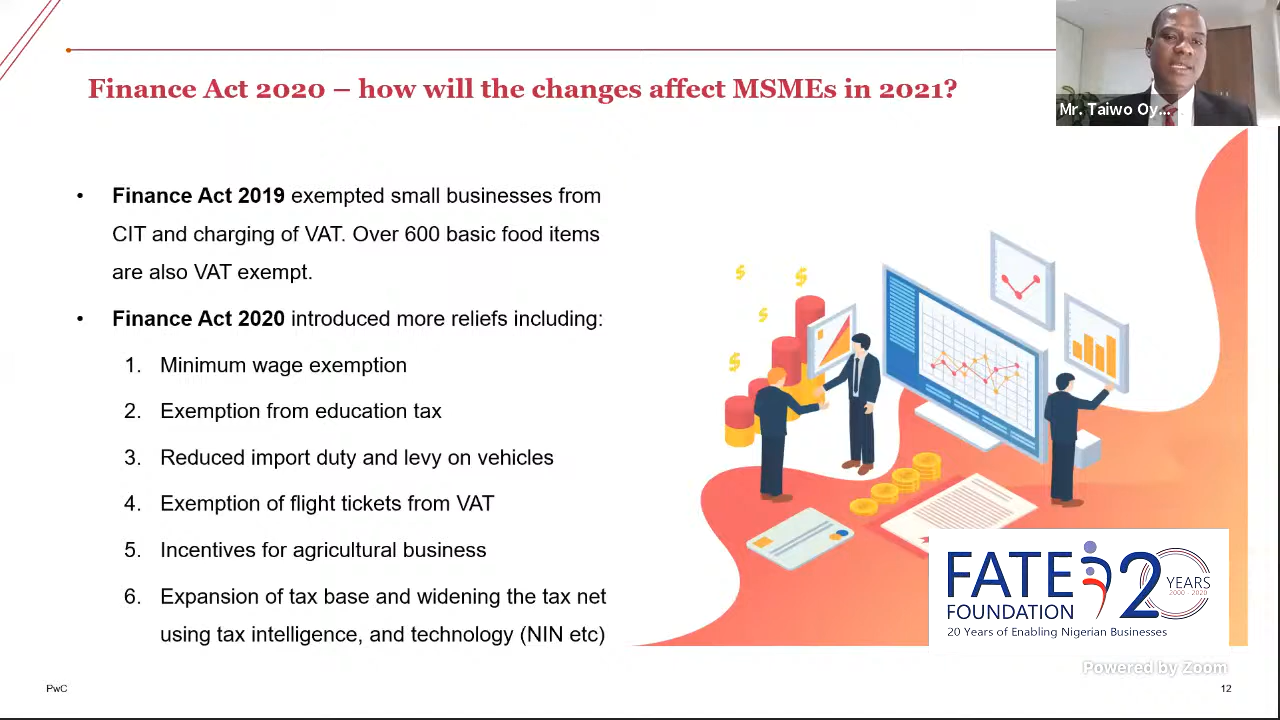 Finance Act 2020 – how will the changes affect MSMEs in 2021?
Mr. Taiwo Oy...
• Finance Act 2019 exempted small businesses from
CIT and charging of VAT. Over 600 basic food items
are also VAT exempt.
• Finance Act 2020 introduced more reliefs including:
1. Minimum wage exemption
2. Exemption from education tax
3. Reduced import duty and levy on vehicles
4. Exemption of flight tickets from VAT
5. Incentives for agricultural business
6. Expansion of tax base and widening the tax net
using tax intelligence, and technology (NIN etc)
FATE
FOUNDATION
20 YEARS
2000 - 2020
20 Years of Enabling Nigerian Businesses
Powered by Zoom
PwC
12